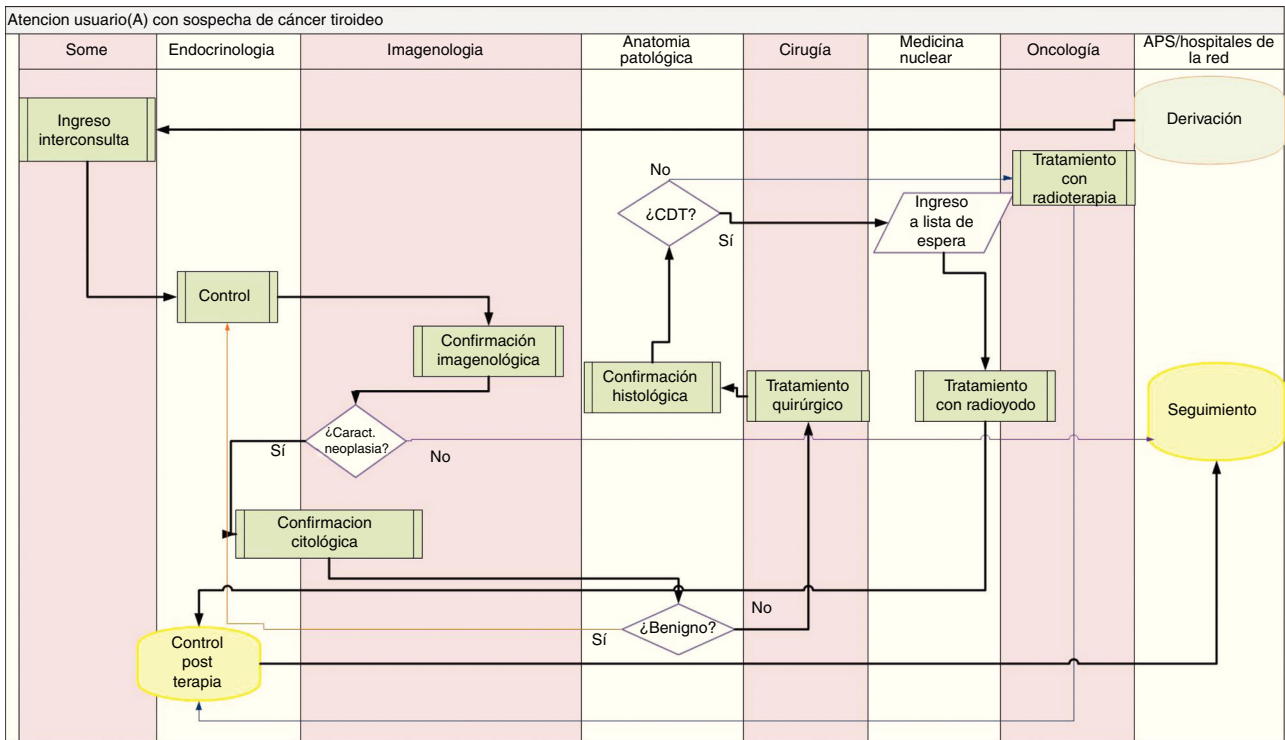 Atencion usuario(A) con sospecha de cáncer tiroideo
Some
Endocrinologia
Imagenologia
Anatomia
patológica
Cirugía
Medicina
nuclear
Oncología
APS/hospitales de
la red
Ingreso
interconsulta
Derivación
No
Tratamiento
con
radioterapia
¿CDT?
Sí
Ingreso
a lista de
espera
Control
Confirmación
imagenológica
Confirmación
histológica
Tratamiento
quirúrgico
Tratamiento
con radioyodo
Seguimiento
¿Caract.
neoplasia?
Sí
No
Confirmacion
citológica
¿Benigno?
No
Sí
Control
post
terapia